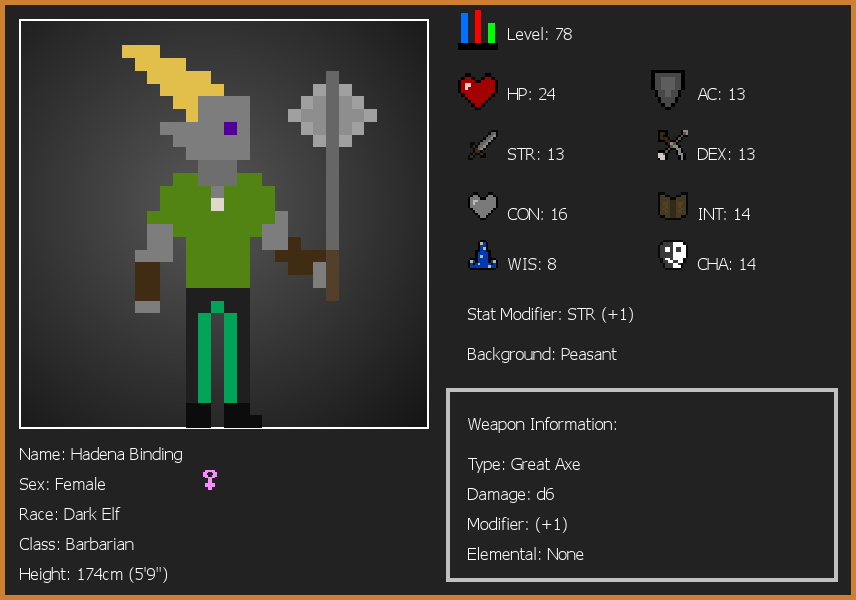 Level: 78
HP: 24
AC: 13
STR: 13
DEX: 13
CON: 16
INT: 14
WIS: 8
CHA: 14
Stat Modifier: STR (+1)
Background: Peasant
Weapon Information:
Type: Great Axe
Damage: d6
Modifier: (+1)
Elemental: None
Name: Hadena Binding
Sex: Female
Race: Dark Elf
Class: Barbarian
Height: 174cm (5'9")